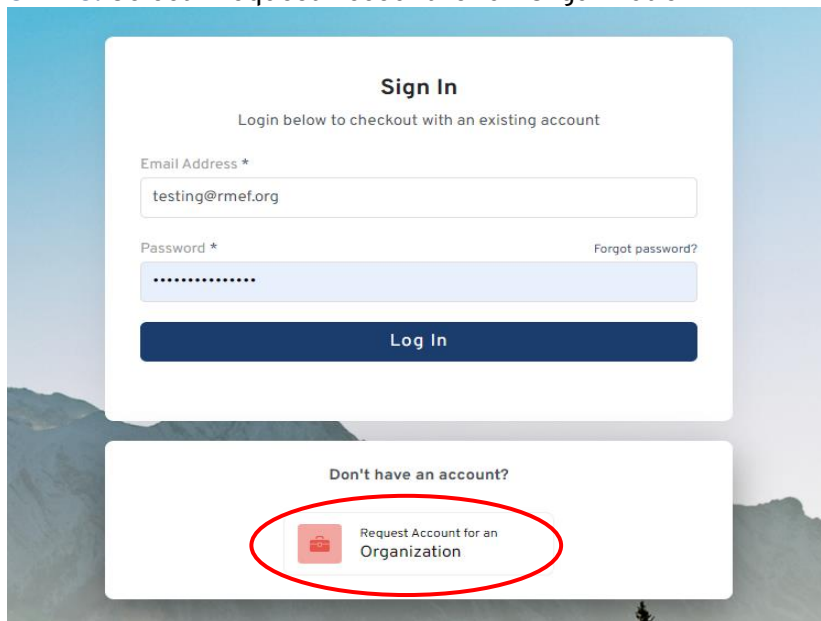 Sign In
Login below to checkout with an existing account
Email Address *
testing@rmef.org
Password *
Forgot password?
•••••••••••••••
Log In
Don't have an account?
Request Account for an
Organization